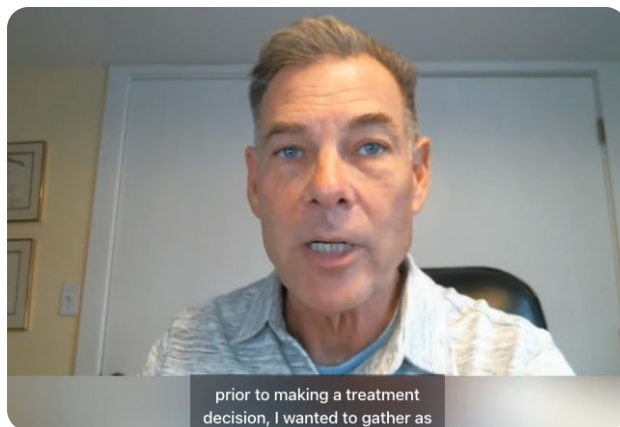 prior to making a treatment
decision, I wanted to gather as